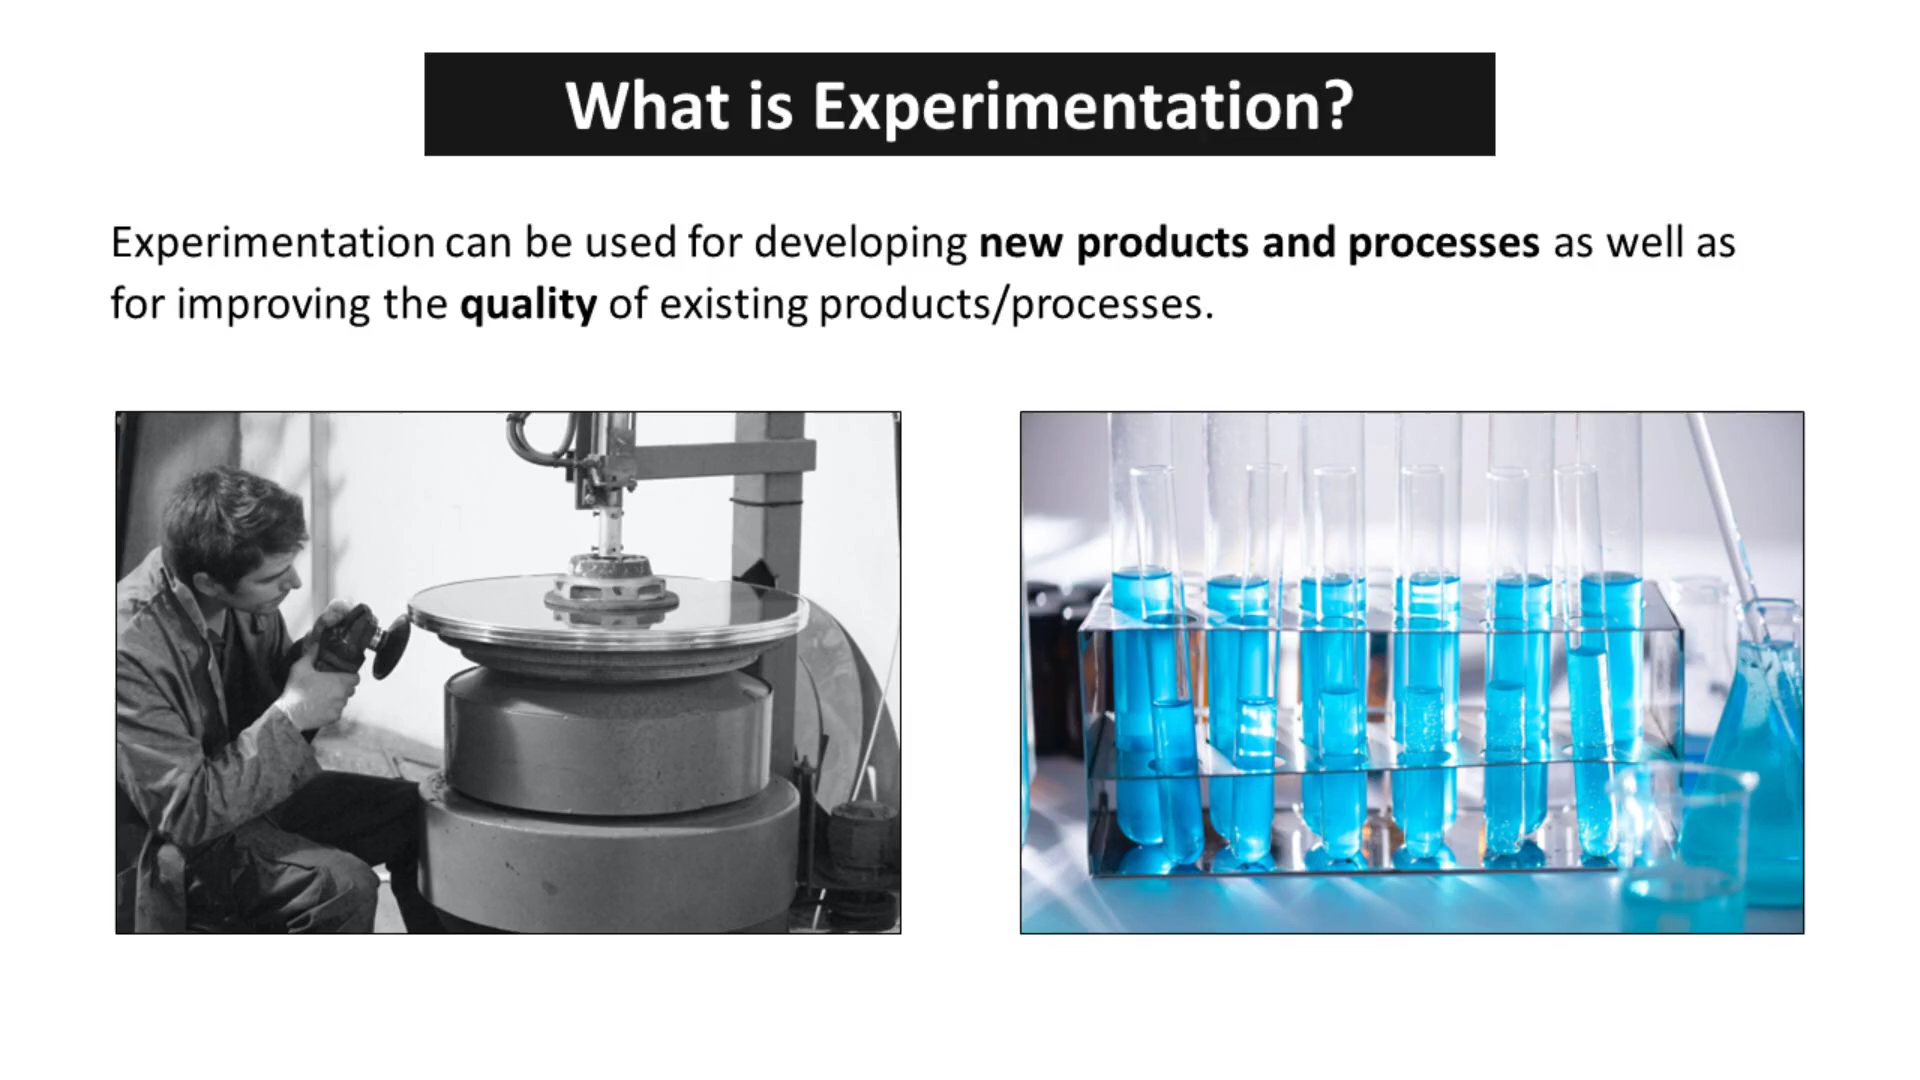 What is Experimentation?
Experimentation can be used for developing new products and processes as well as
for improving the quality of existing products/processes.